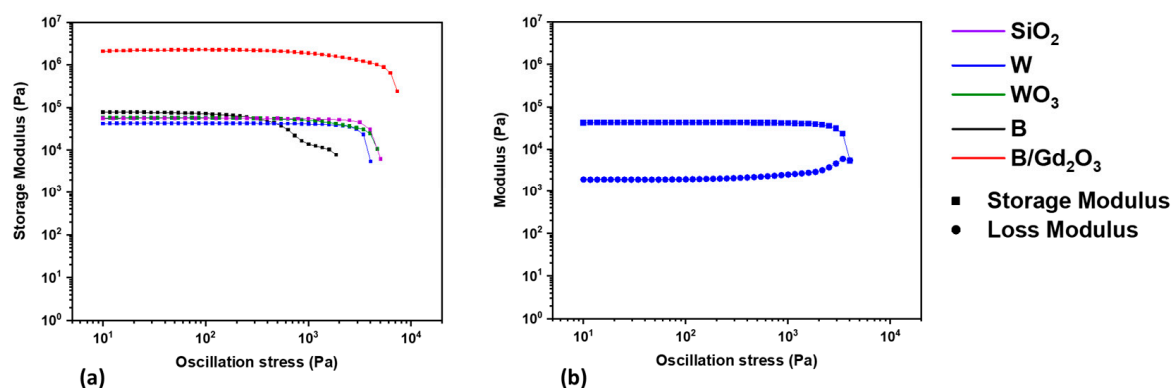 10⁷
10⁶
10⁵
10⁴
10³
10²
10¹
10⁰
Storage Modulus (Pa)
10¹ 10² 10³ 10⁴
Oscillation stress (Pa)
(a)
10⁷
10⁶
10⁵
10⁴
10³
10²
10¹
10⁰
Modulus (Pa)
10¹ 10² 10³ 10⁴
Oscillation stress (Pa)
(b)
SiO₂
W
WO₃
B
B/Gd₂O₃
Storage Modulus
Loss Modulus